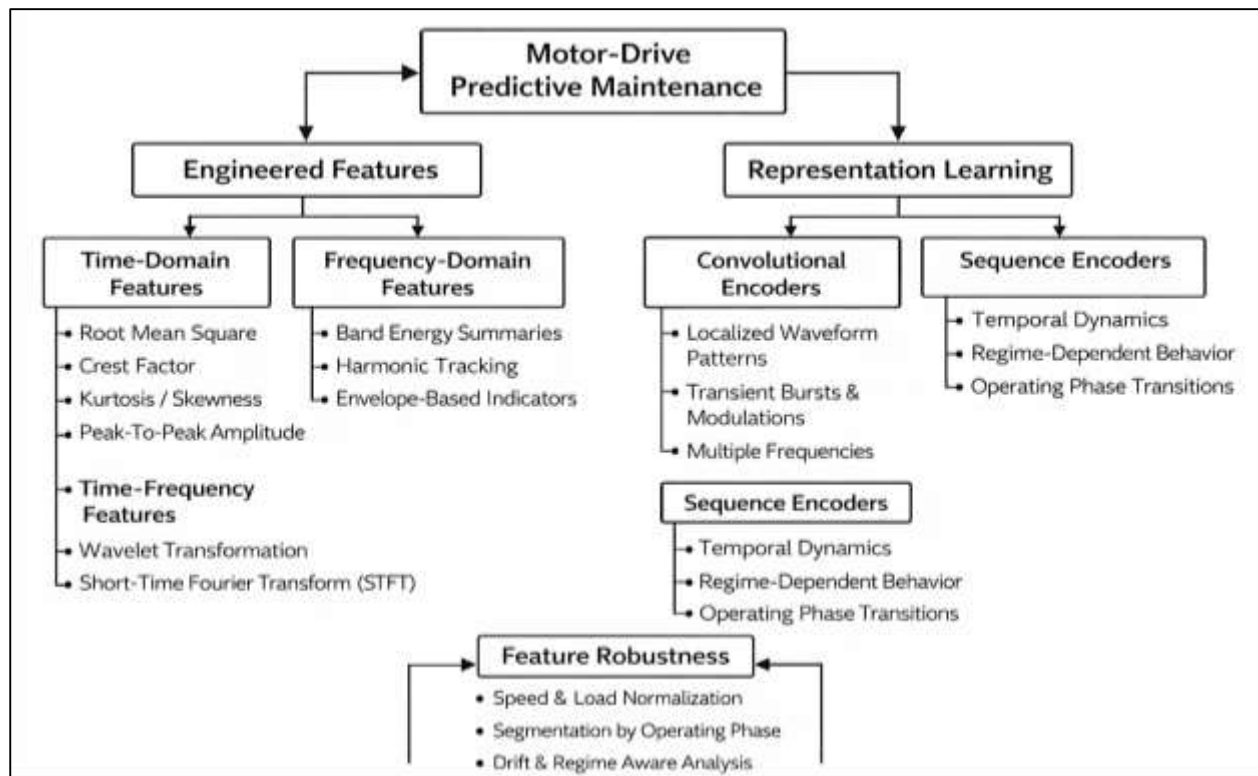 Motor-Drive
Predictive Maintenance
Engineered Features
Representation Learning
Time-Domain
Features
Root Mean Square
Crest Factor
Kurtosis / Skewness
Peak-To-Peak Amplitude
Time-Frequency
Features
Wavelet Transformation
Short-Time Fourier Transform (STFT)
Frequency-Domain
Features
Band Energy Summaries
Harmonic Tracking
Envelope-Based Indicators
Convolutional
Encoders
Localized Waveform
Patterns
Transient Bursts &
Modulations
Multiple Frequencies
Sequence Encoders
Temporal Dynamics
Regime-Dependent Behavior
Operating Phase Transitions
Sequence Encoders
Temporal Dynamics
Regime-Dependent Behavior
Operating Phase Transitions
Feature Robustness
• Speed & Load Normalization
• Segmentation by Operating Phase
• Drift & Regime Aware Analysis